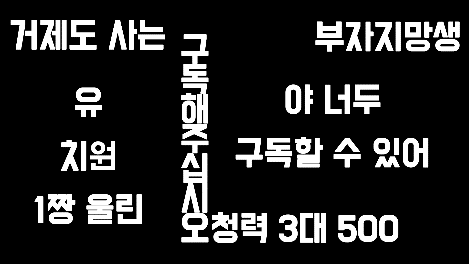 거제도 사는
유
치원
1짱 울린
구독해주십시오
청력 3대 500
부자지망생
야 너두
구독할 수 있어